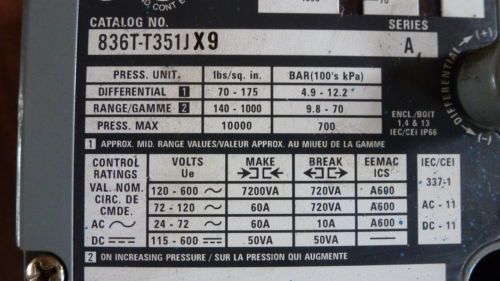 D. CONT E
CATALOG NO. SERIES
836T-T351JX9 A
PRESS. UNIT lbs/sq. in. BAR(100's kPa)
DIFFERENTIAL 1 70 - 175 4.9 - 12.2
RANGE/GAMME 2 140 - 1000 9.8 - 70
PRESS. MAX 10000 700
ENCL./BOIT
1,4 & 13
IEC/CEI IP66
(+) DIFFERENTIAL (-)
1 APPROX. MID. RANGE VALUES/VALEUR APPROX. AU MIUEU DE LA GAMME
CONTROL VOLTS MAKE BREAK EEMAC IEC/CEI
RATINGS Ue ICS 337-1
VAL. NOM. 120 - 600 ~ 7200VA 720VA A600
CIRC. DE 72 - 120 ~ 60A 720VA A600 AC - 11
CMDE.
AC ~ 24 - 72 ~ 60A 10A A600 DC - 11
DC 115 - 600 50VA 50VA —
2 ON INCREASING PRESSURE / SUR LA PRESSION QUI AUGMENTE